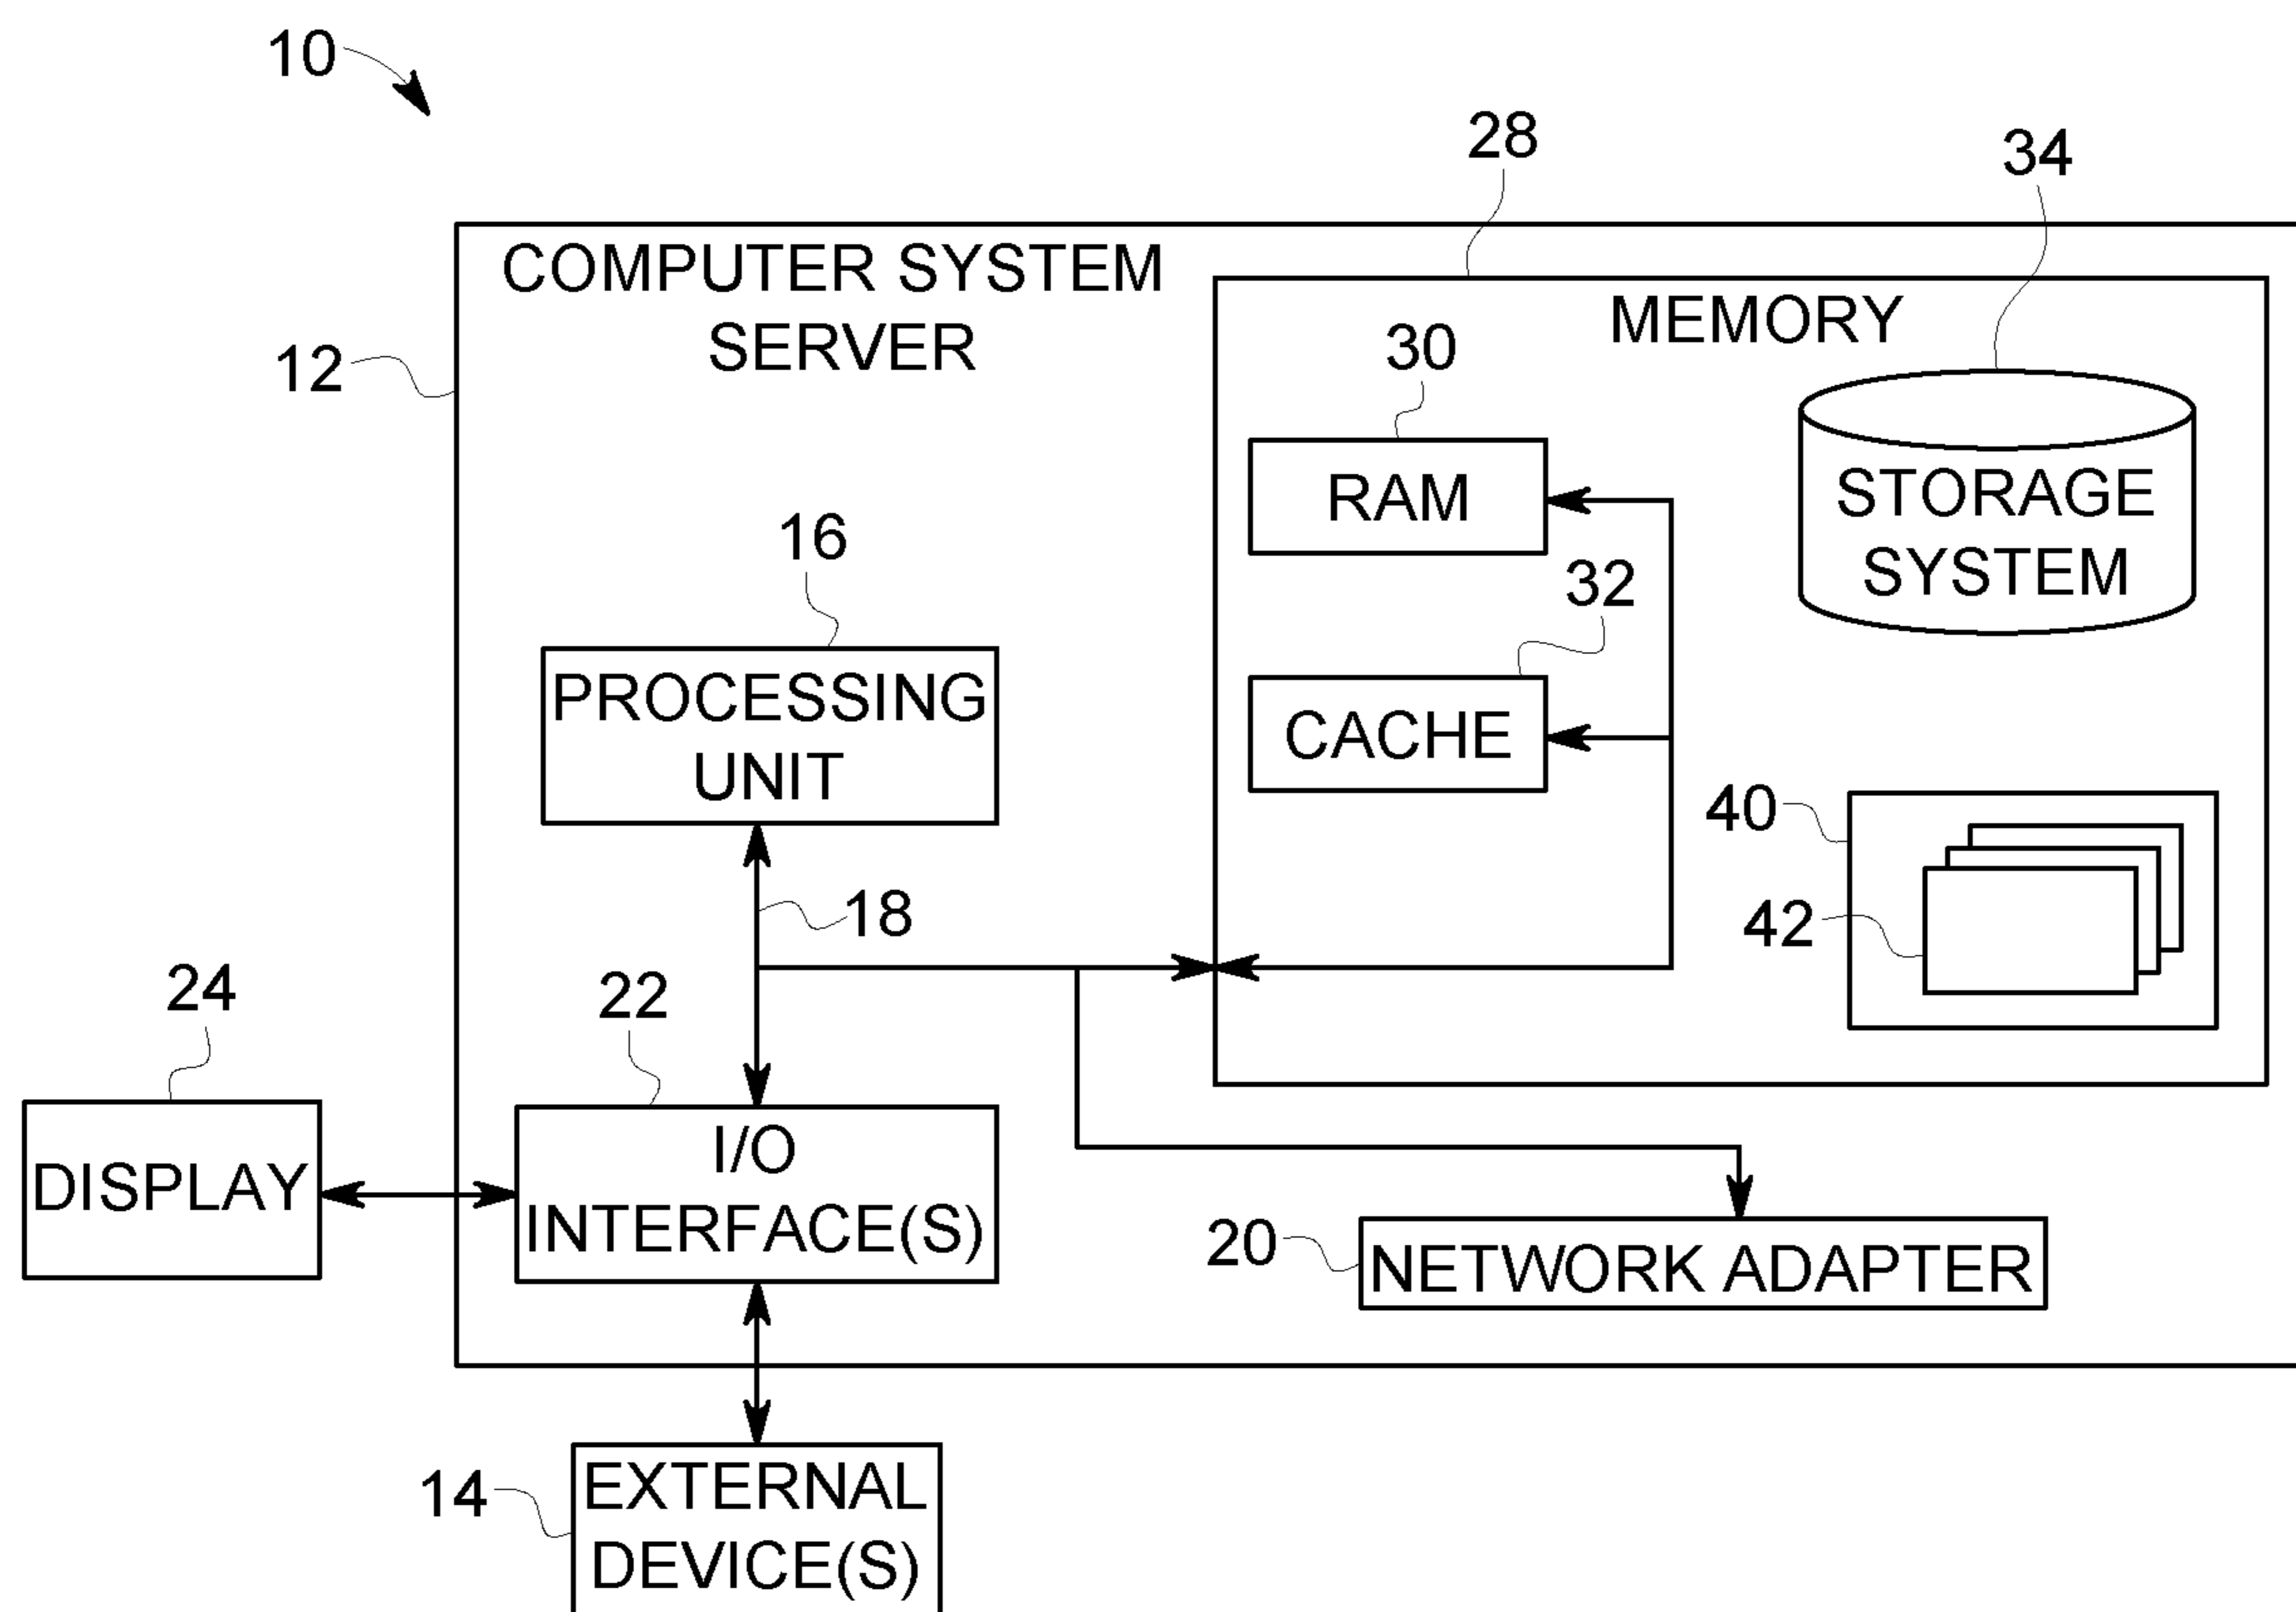 10
28
34
COMPUTER SYSTEM
SERVER
MEMORY
12
30
RAM
STORAGE
SYSTEM
16
32
PROCESSING
UNIT
CACHE
40
18
42
24
22
DISPLAY
I/O
INTERFACE(S)
20
NETWORK ADAPTER
14
EXTERNAL
DEVICE(S)